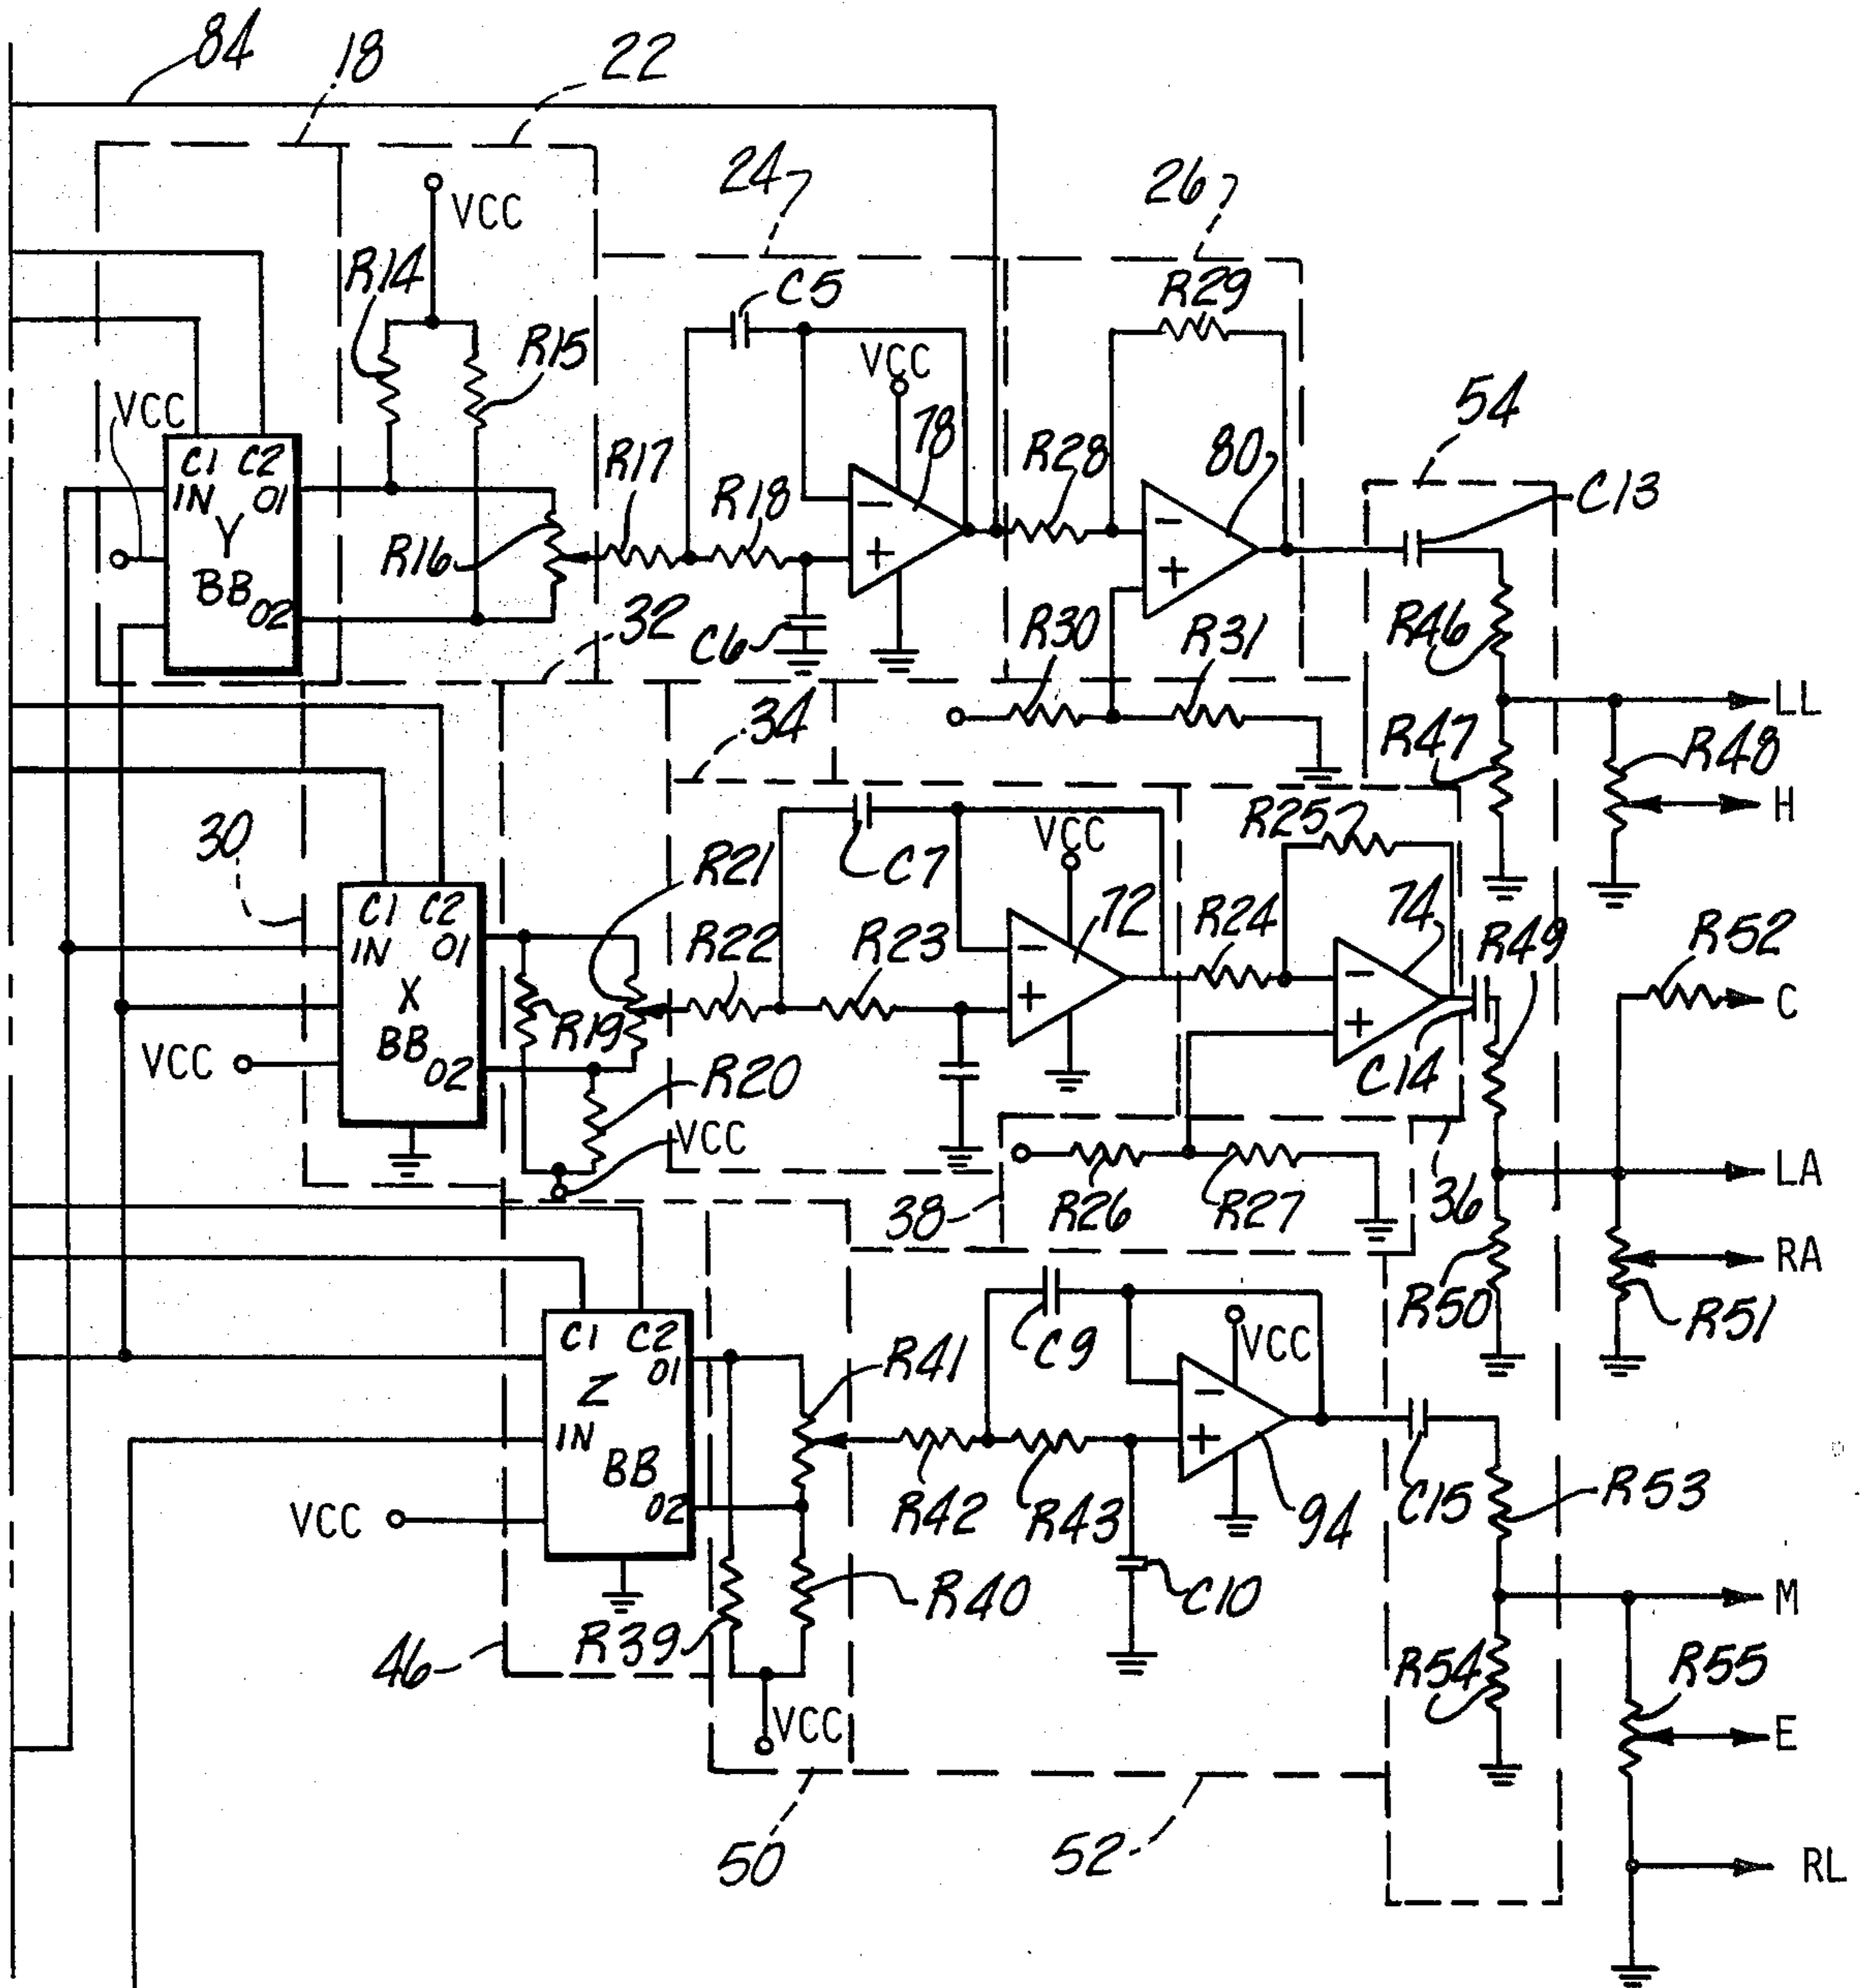 84
18
22
24
26
VCC
R14
R15
C5
R29
VCC
VCC
54
78
80
C13
C1 C2
IN O1
Y
BB
O2
R17
R18
R28
R16
32
C6
R30
R31
R46
LL
34
R47
R48
H
30
C7
VCC
R25
R21
R52
C1 C2
IN O1
X
BB
O2
R22
R23
72
R24
74
R49
C
R19
VCC
R20
C14
VCC
LA
38
R26
R27
36
RA
R50
R51
C1 C2
O1
Z
IN
BB
O2
R41
C9
VCC
R42
R43
94
C15
R53
VCC
R40
C10
M
R39
46
R54
R55
VCC
E
50
52
RL